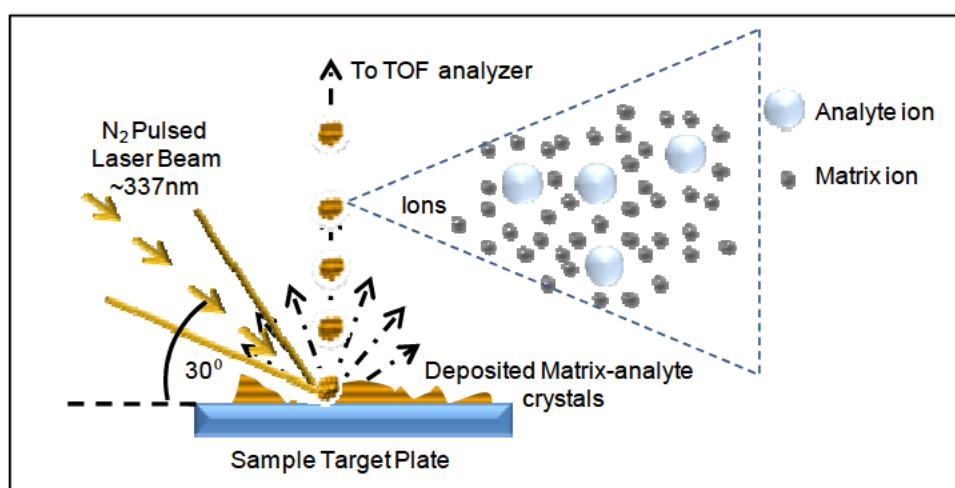 To TOF analyzer
N₂ Pulsed
Laser Beam
~337nm
Analyte ion
Matrix ion
Ions
30⁰
Deposited Matrix-analyte
crystals
Sample Target Plate